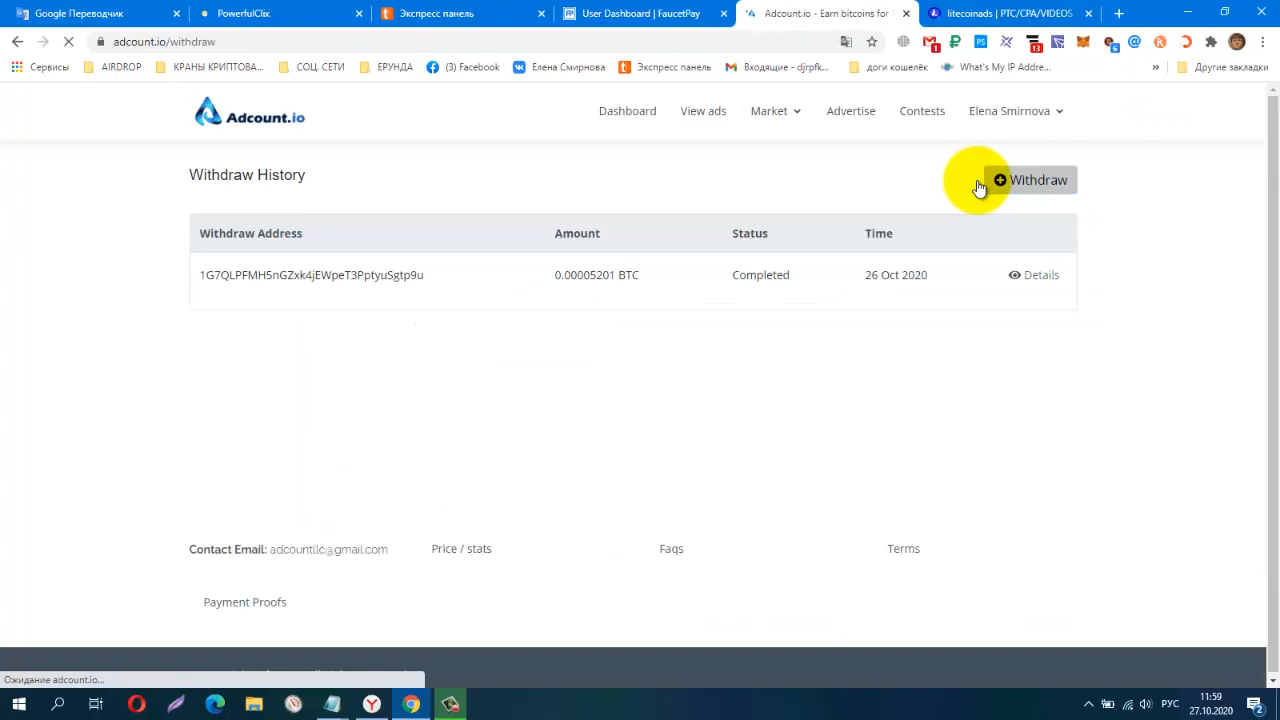 Google Переводчик
PowerfulClix
Экспресс панель
User Dashboard | FaucetPay
Adcount.io - Earn bitcoins for
litecoinads | PTC/CPA/VIDEOS
adcount.io/withdraw
1
13
6
Сервисы
AIRDROP
КРАНЫ КРИПТОВА...
СОЦ. СЕТИ
ЕРУНДА
(3) Facebook
Елена Смирнова
Экспресс панель
Входящие - djrpfk...
доги кошелёк
What's My IP Addre...
»
Другие закладки
Adcount.io
Dashboard
View ads
Market
Advertise
Contests
Elena Smirnova
Withdraw History
Withdraw
Withdraw Address Amount Status Time
1G7QLPFMH5nGZxk4jEWpeT3PptyuSgtp9u 0.00005201 BTC Completed 26 Oct 2020 Details
Contact Email: adcountllc@gmail.com
Price / stats
Faqs
Terms
Payment Proofs
Ожидание adcount.io...
РУС
11:59
27.10.2020
2